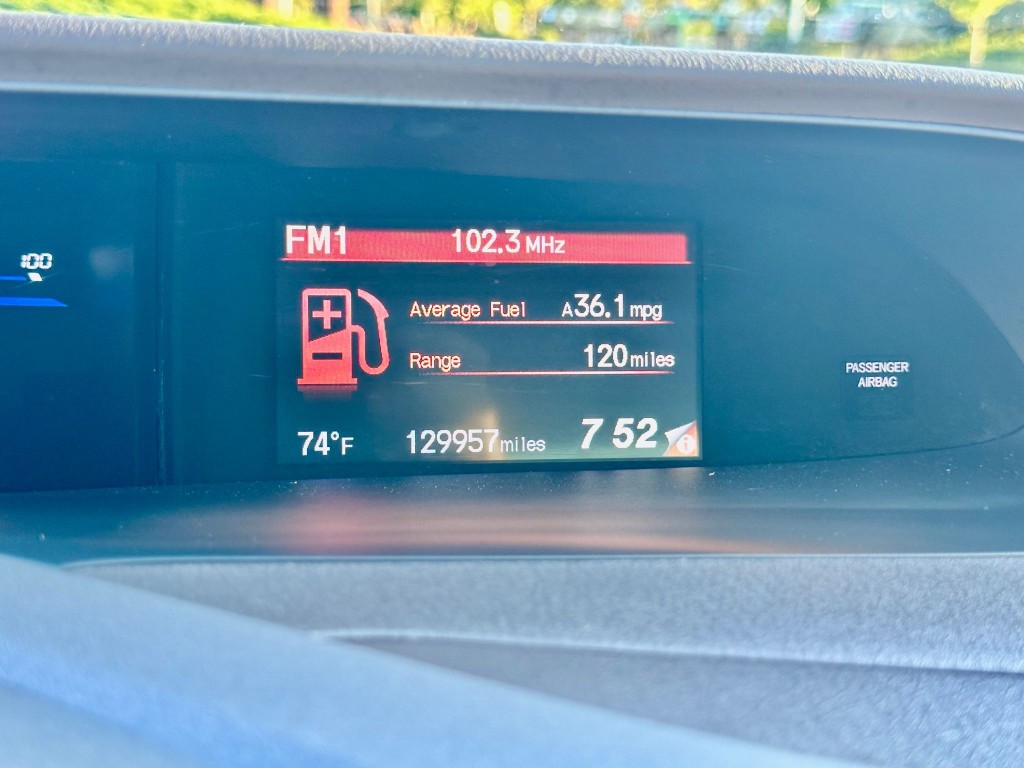 FM1 102.3 MHz
100
Average Fuel A36.1 mpg
Range 120 miles
PASSENGER
AIRBAG
74°F 129957 miles 7 52 i